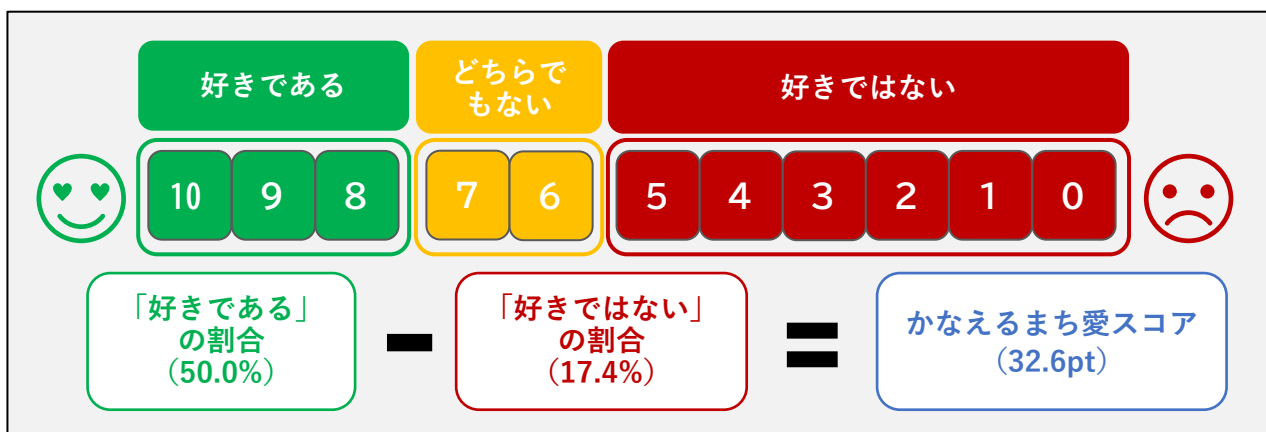 好きである
どちらで
もない
好きではない
10 9 8 7 6 5 4 3 2 1 0
「好きである」
の割合
(50.0%)
「好きではない」
の割合
(17.4%)
かなえるまち愛スコア
(32.6pt)